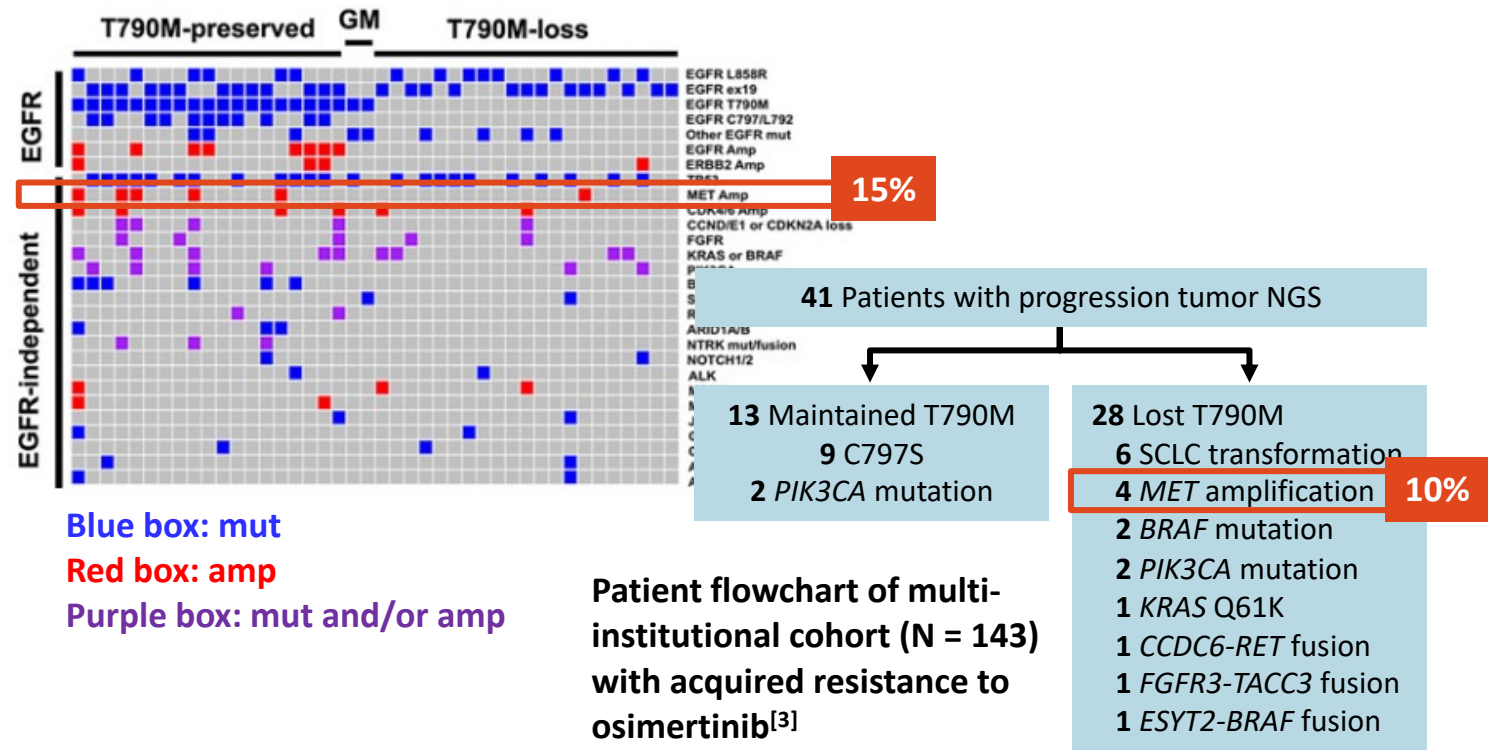 T790M-preserved
GM
T790M-loss
EGFR
EGFR-independent
EGFR L858R
EGFR ex19
EGFR T790M
EGFR C797/L792
Other EGFR mut
EGFR Amp
ERBB2 Amp
TP53
MET Amp
CDK4/6 Amp
CCND/E1 or CDKN2A loss
FGFR
KRAS or BRAF
ARID1A/B
NTRK mut/fusion
NOTCH1/2
ALK
15%
Blue box: mut
Red box: amp
Purple box: mut and/or amp
41 Patients with progression tumor NGS
13 Maintained T790M
9 C797S
2 PIK3CA mutation
28 Lost T790M
6 SCLC transformation
4 MET amplification
10%
2 BRAF mutation
2 PIK3CA mutation
1 KRAS Q61K
1 CCDC6-RET fusion
1 FGFR3-TACC3 fusion
1 ESYT2-BRAF fusion
Patient flowchart of multi-
institutional cohort (N = 143)
with acquired resistance to
osimertinib[3]